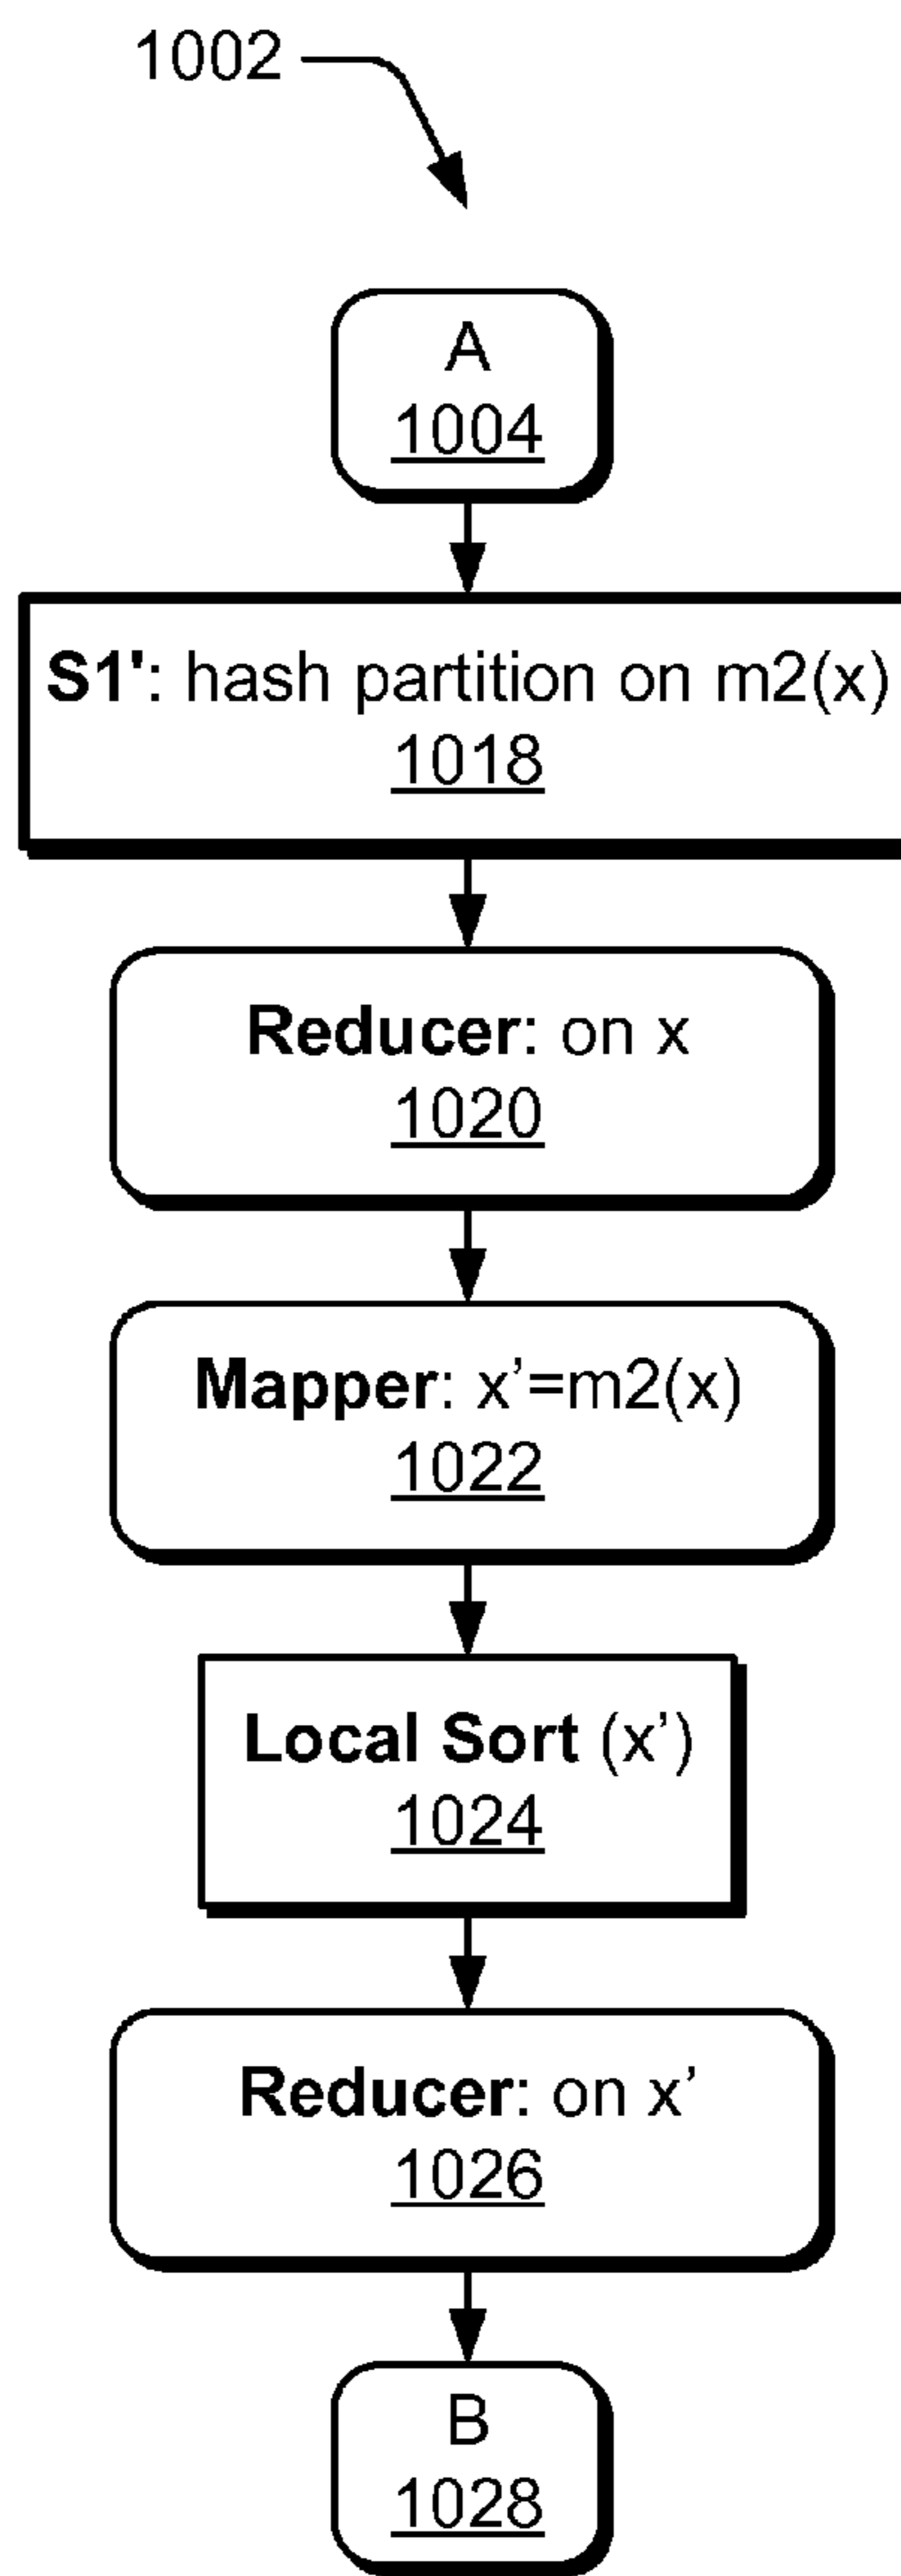 1002
A
1004
S1': hash partition on m2(x)
1018
Reducer: on x
1020
Mapper: x’=m2(x)
1022
Local Sort (x’)
1024
Reducer: on x’
1026
B
1028